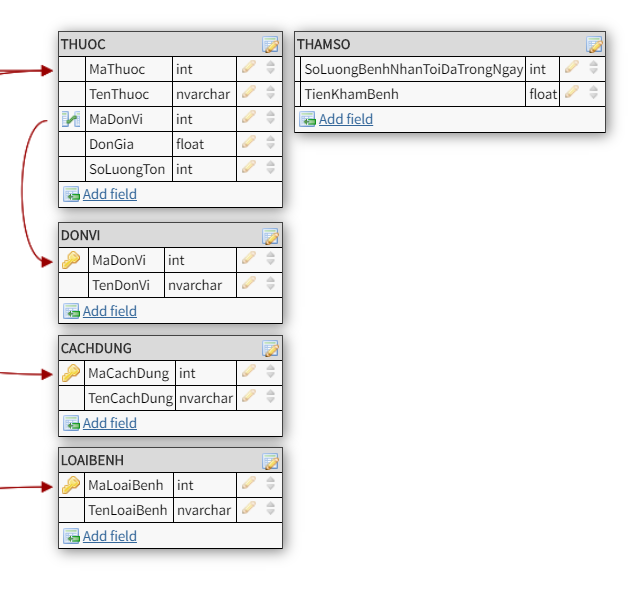 THUOC
MaThuoc int
TenThuoc nvarchar
MaDonVi int
DonGia float
SoLuongTon int
Add field
THAMSO
SoLuongBenhNhanToiDaTrongNgay int
TienKhamBenh float
Add field
DONVI
MaDonVi int
TenDonVi nvarchar
Add field
CACHDUNG
MaCachDung int
TenCachDung nvarchar
Add field
LOAIBENH
MaLoaiBenh int
TenLoaiBenh nvarchar
Add field